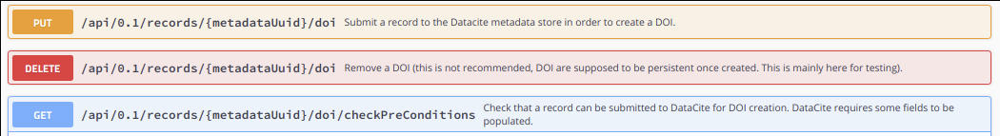 PUT /api/0.1/records/{metadataUuid}/doi Submit a record to the Datacite metadata store in order to create a DOI.
DELETE /api/0.1/records/{metadataUuid}/doi Remove a DOI (this is not recommended, DOI are supposed to be persistent once created. This is mainly here for testing).
GET /api/0.1/records/{metadataUuid}/doi/checkPreConditions Check that a record can be submitted to DataCite for DOI creation. DataCite requires some fields to be
populated.